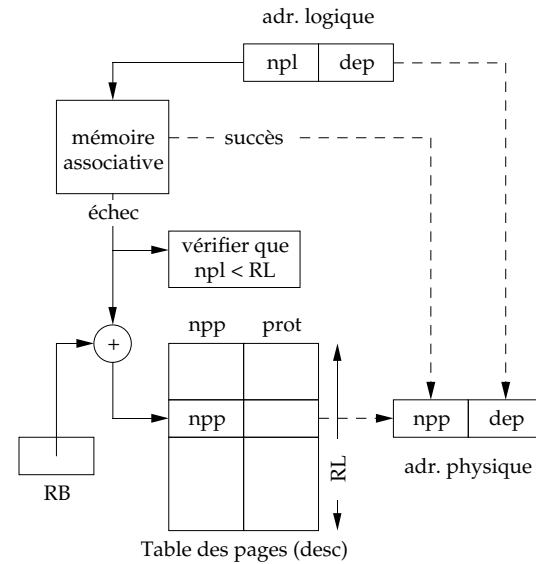 adr. logique
npl dep
mémoire
associative
succès
échec
vérifier que
npl < RL
npp prot
+
npp
npp dep
RB
RL
adr. physique
Table des pages (desc)